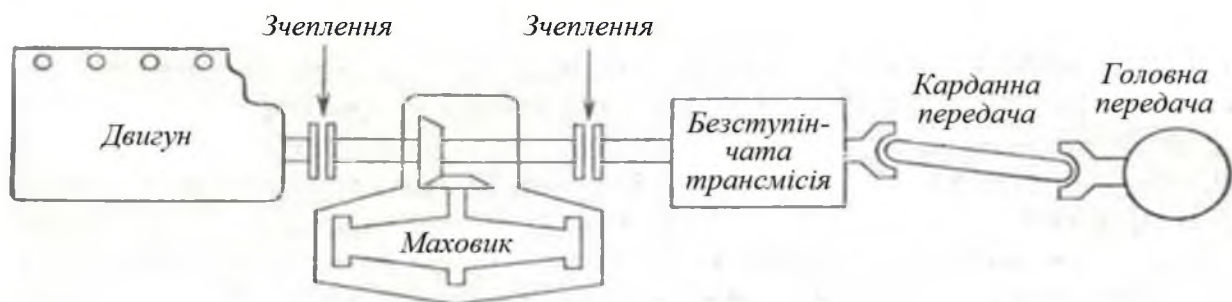 Зчеплення
Зчеплення
Двигун
Маховик
Безступін-
чата
трансмісія
Карданна
передача
Головна
передача